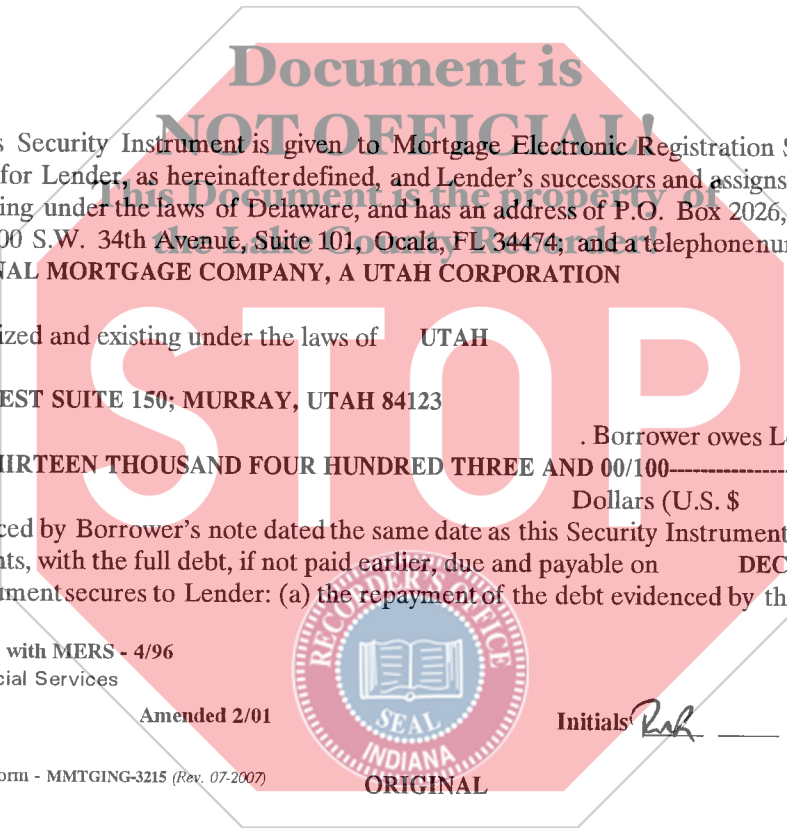 Document is
NOT OFFICIAL!
This Document is the property of
the Lake County Recorder!
s Security Instrument is given to Mortgage Electronic Registration S
for Lender, as hereinafter defined, and Lender's successors and assigns
ing under the laws of Delaware, and has an address of P.O. Box 2026,
00 S.W. 34th Avenue, Suite 101, Ocala, FL 34474; and a telephone nu
NAL MORTGAGE COMPANY, A UTAH CORPORATION
ized and existing under the laws of UTAH
EST SUITE 150; MURRAY, UTAH 84123
. Borrower owes L
HIRTEEN THOUSAND FOUR HUNDRED THREE AND 00/100-----------------
Dollars (U.S. $
ced by Borrower's note dated the same date as this Security Instrument
nts, with the full debt, if not paid earlier, due and payable on DEC
ument secures to Lender: (a) the repayment of the debt evidenced by th
STOP
with MERS - 4/96
cial Services
Amended 2/01
Initials
RECORDER'S OFFICE
SEAL
INDIANA
orm - MMTGING-3215 (Rev. 07-2007)
ORIGINAL